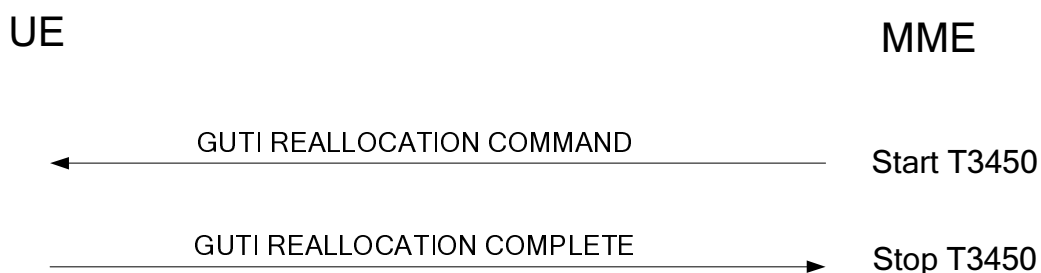 UE
MME
GUTI REALLOCATION COMMAND
Start T3450
GUTI REALLOCATION COMPLETE
Stop T3450